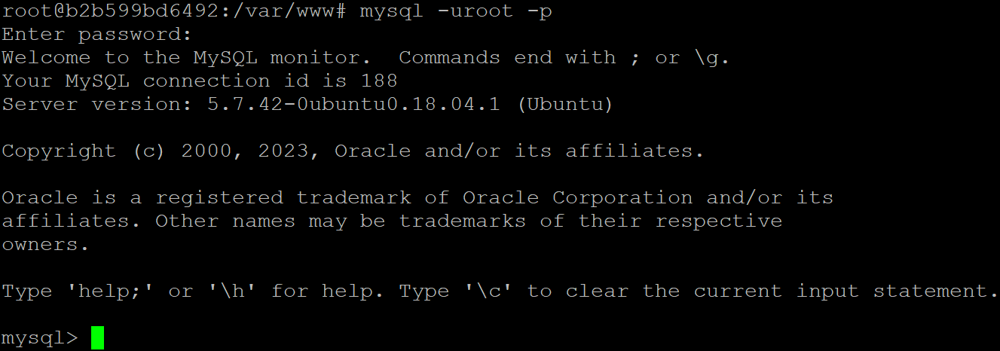 root@b2b599bd6492:/var/www# mysql -uroot -p
Enter password:
Welcome to the MySQL monitor.  Commands end with ; or \g.
Your MySQL connection id is 188
Server version: 5.7.42-0ubuntu0.18.04.1 (Ubuntu)
Copyright (c) 2000, 2023, Oracle and/or its affiliates.
Oracle is a registered trademark of Oracle Corporation and/or its
affiliates. Other names may be trademarks of their respective
owners.
Type 'help;' or '\h' for help. Type '\c' to clear the current input statement.
mysql>